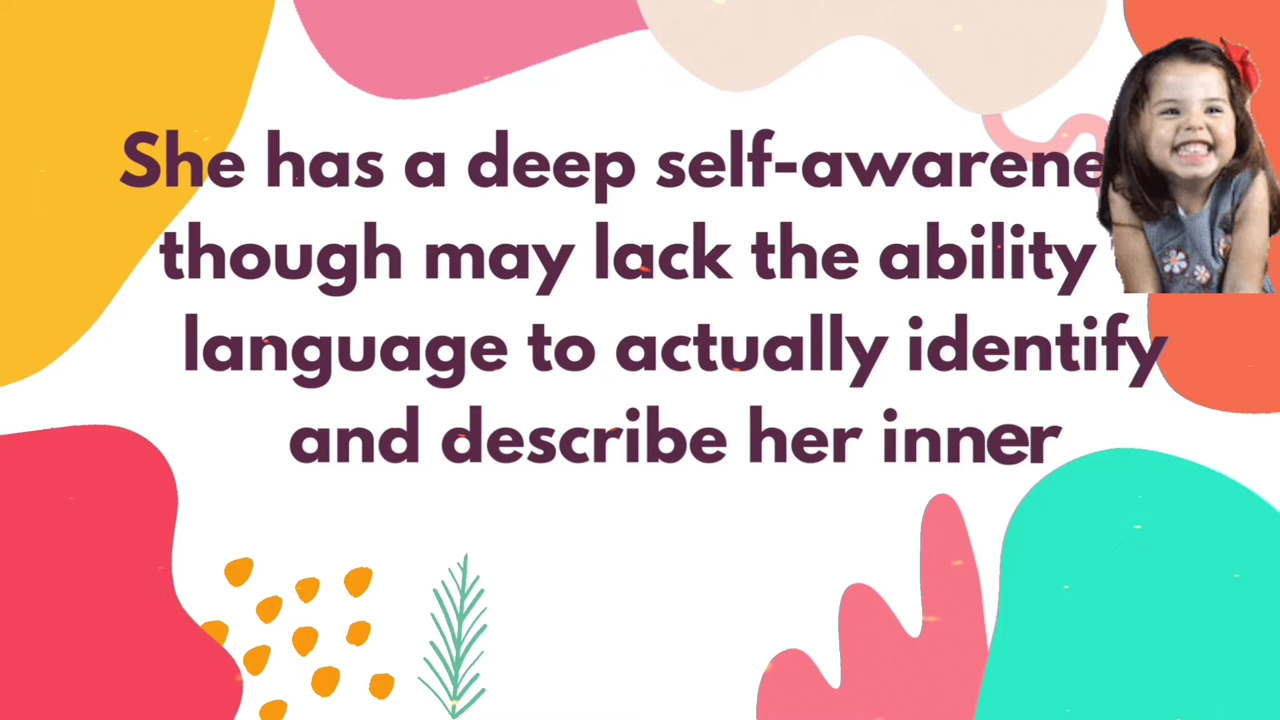 She has a deep self-awarene
though may lack the ability
language to actually identify
and describe her inner